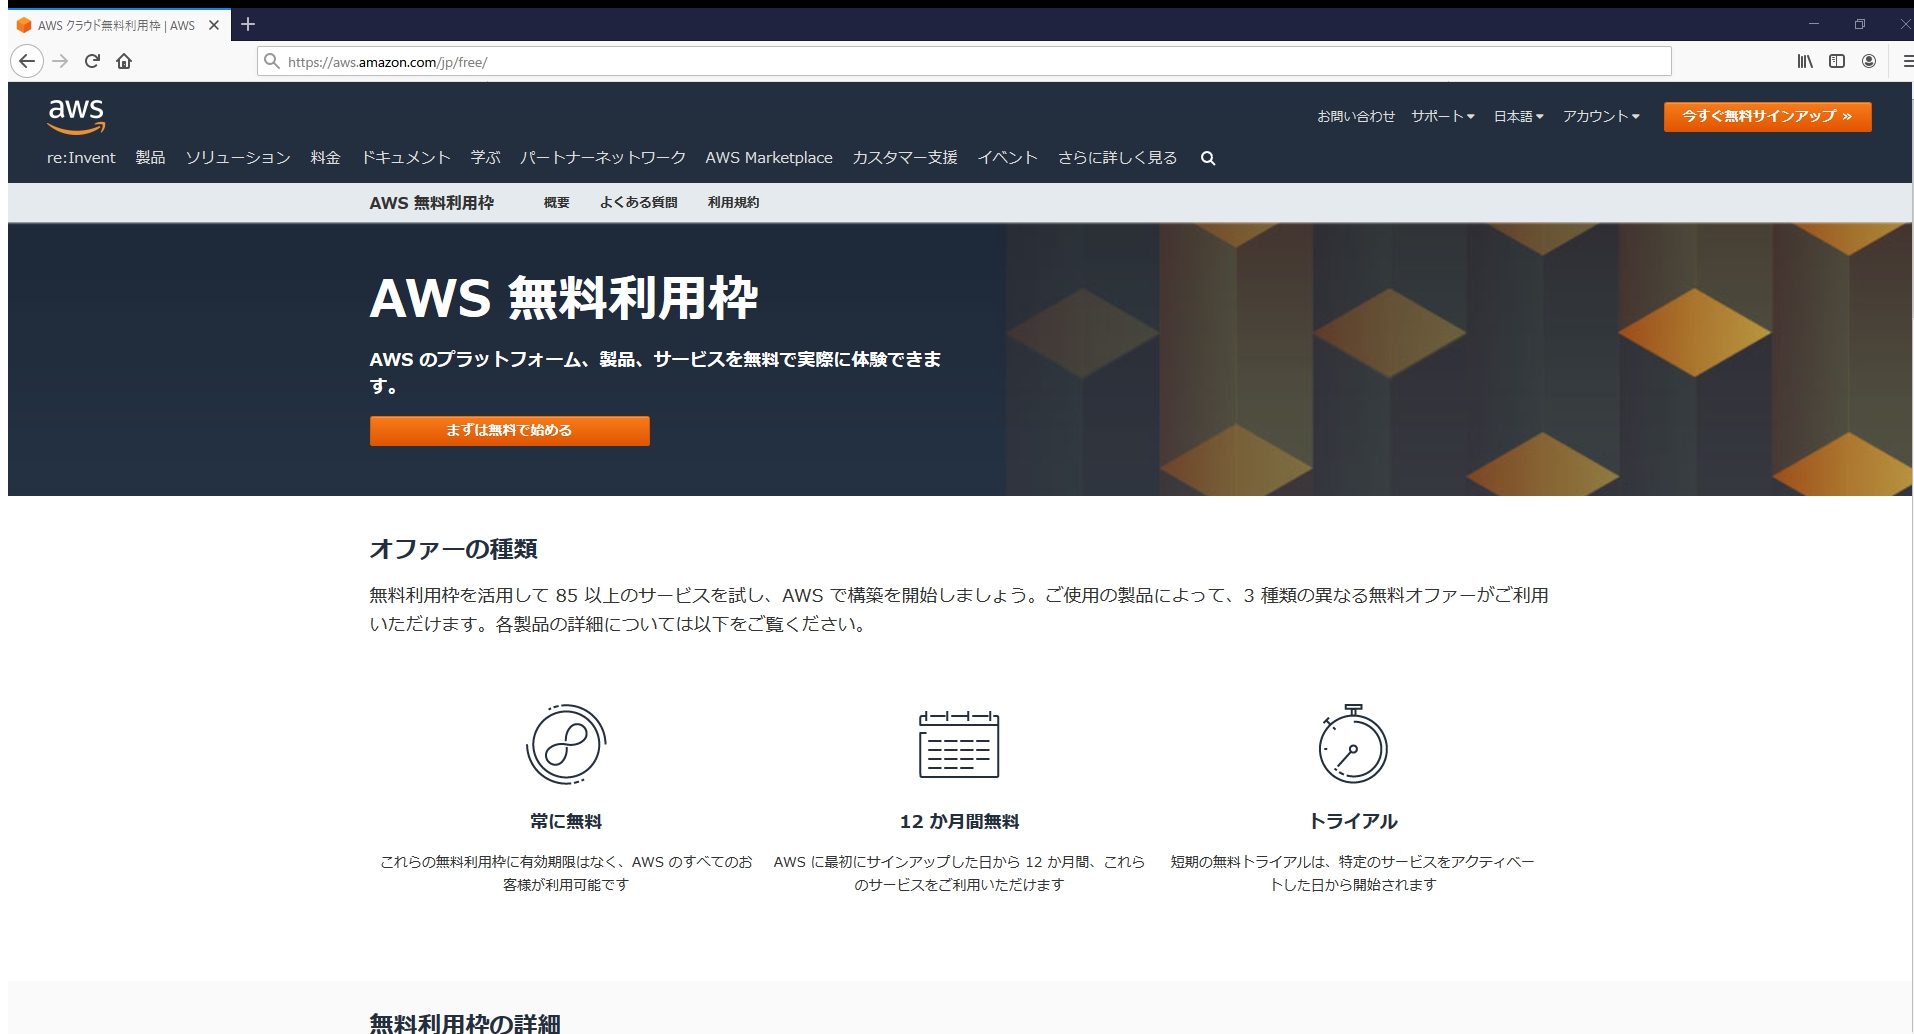 AWS クラウド無料利用枠 | AWS
https://aws.amazon.com/jp/free/
aws
お問い合わせ サポート 日本語 アカウント 今すぐ無料サインアップ »
re:Invent 製品 ソリューション 料金 ドキュメント 学ぶ パートナーネットワーク AWS Marketplace カスタマー支援 イベント さらに詳しく見る
AWS 無料利用枠 概要 よくある質問 利用規約
AWS 無料利用枠
AWS のプラットフォーム、製品、サービスを無料で実際に体験できま
す。
まずは無料で始める
オファーの種類
無料利用枠を活用して 85 以上のサービスを試し、AWS で構築を開始しましょう。ご使用の製品によって、3 種類の異なる無料オファーがご利用
いただけます。各製品の詳細については以下をご覧ください。
常に無料
これらの無料利用枠に有効期限はなく、AWS のすべてのお
客様が利用可能です
12 か月間無料
AWS に最初にサインアップした日から 12 か月間、これら
のサービスをご利用いただけます
トライアル
短期の無料トライアルは、特定のサービスをアクティベー
トした日から開始されます
無料利用枠の詳細